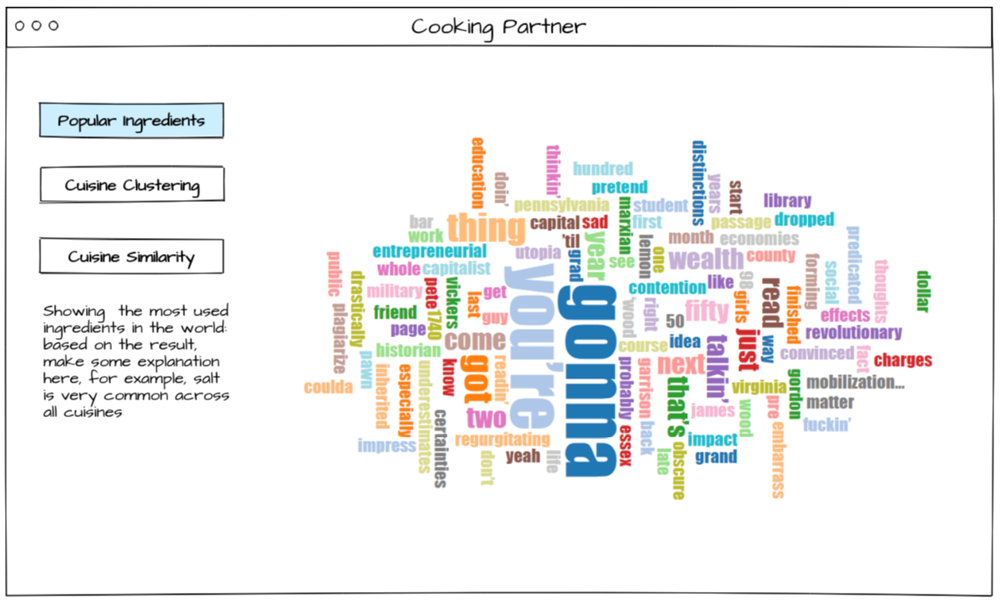 Cooking Partner
Popular Ingredients
Cuisine Clustering
Cuisine Similarity
Showing the most used
ingredients in the world:
based on the result,
make some explanation
here, for example, salt
is very common across
all cuisines
education
doin'
thinkin'
hundred
pretend
distinctions
years
start
library
pennsylvania
marxian
student
bar
work
thing
capital
sad
first
passage
dropped
'til
year
lemon
one
month
economies
predicated
entrepreneurial
utopia
grad
see
wealth
county
forming
social
thoughts
public
drastically
whole
capitalist
you're
gonna
contention
like
98
dollar
military
pete
vickers
last
get
'wood
right
fifty
girls
read
finished
effects
plagiarize
friend
1740
guy
50
revolutionary
page
come
course
idea
talkin'
just
way
convinced
fact
charges
historian
pawn
got
readin'
probably
garrison
next
coulda
inherited
especially
underestimates
know
that's
virginia
gordon
mobilization...
matter
two
certainties
james
wood
pre
fuckin'
impress
regurgitating
essex
back
impact
embarrass
don't
yeah
life
late
obscure
grand